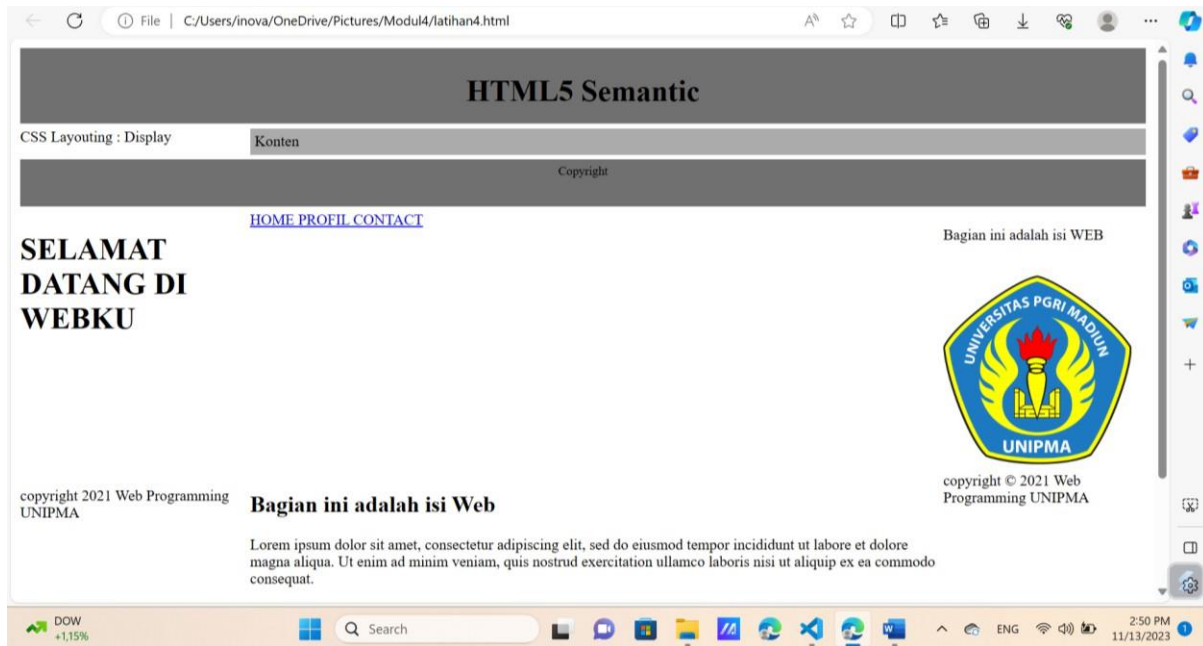 File | C:/Users/inova/OneDrive/Pictures/Modul4/latihan4.html
HTML5 Semantic
CSS Layouting : Display
Konten
Copyright
HOME PROFIL CONTACT
SELAMAT
DATANG DI
WEBKU
Bagian ini adalah isi WEB
UNIVERSITAS PGRI MADIUN
UNIPMA
copyright 2021 Web Programming
UNIPMA
Bagian ini adalah isi Web
Lorem ipsum dolor sit amet, consectetur adipiscing elit, sed do eiusmod tempor incididunt ut labore et dolore
magna aliqua. Ut enim ad minim veniam, quis nostrud exercitation ullamco laboris nisi ut aliquip ex ea commodo
consequat.
copyright © 2021 Web
Programming UNIPMA
DOW
+1,15%
Search
ENG
2:50 PM
11/13/2023
1